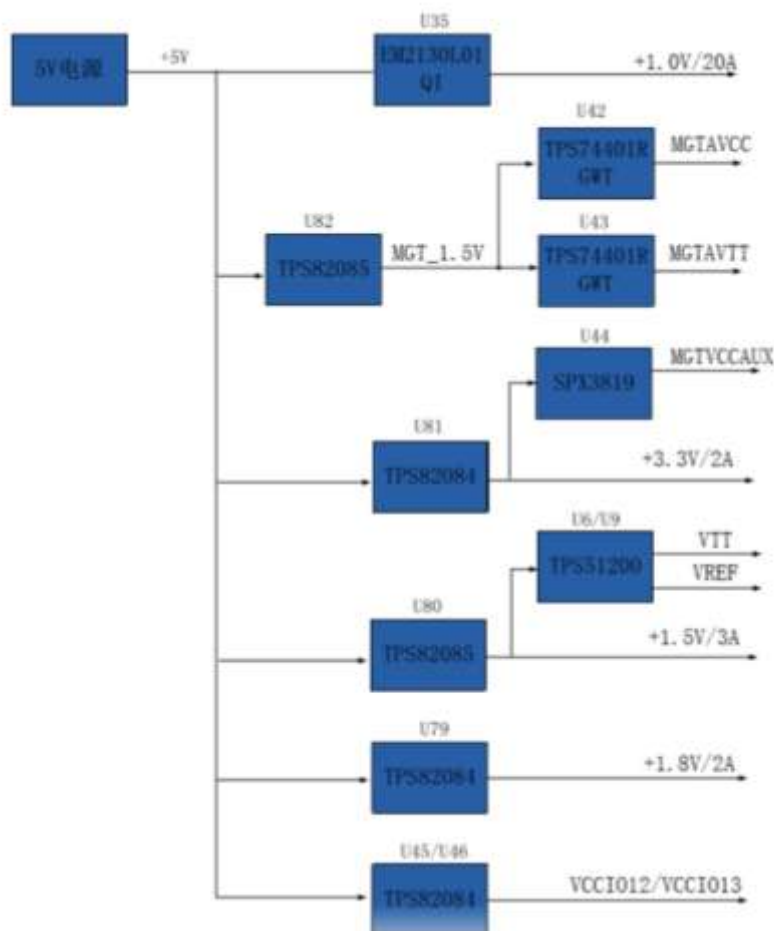 U35
5V电源
+5V
EM2130L01
QI
+1.0V/20A
U42
TPS74401R
GWT
MGTAVCC
U82
TPS82085
MGT_1.5V
U43
TPS74401R
GWT
MGTAVTT
U44
SPX3819
MGTVCCAUX
U81
TPS82084
+3.3V/2A
U6/U9
TPS51200
VTT
VREF
U80
TPS82085
+1.5V/3A
U79
TPS82084
+1.8V/2A
U45/U46
TPS82084
VCCIO12/VCCIO13